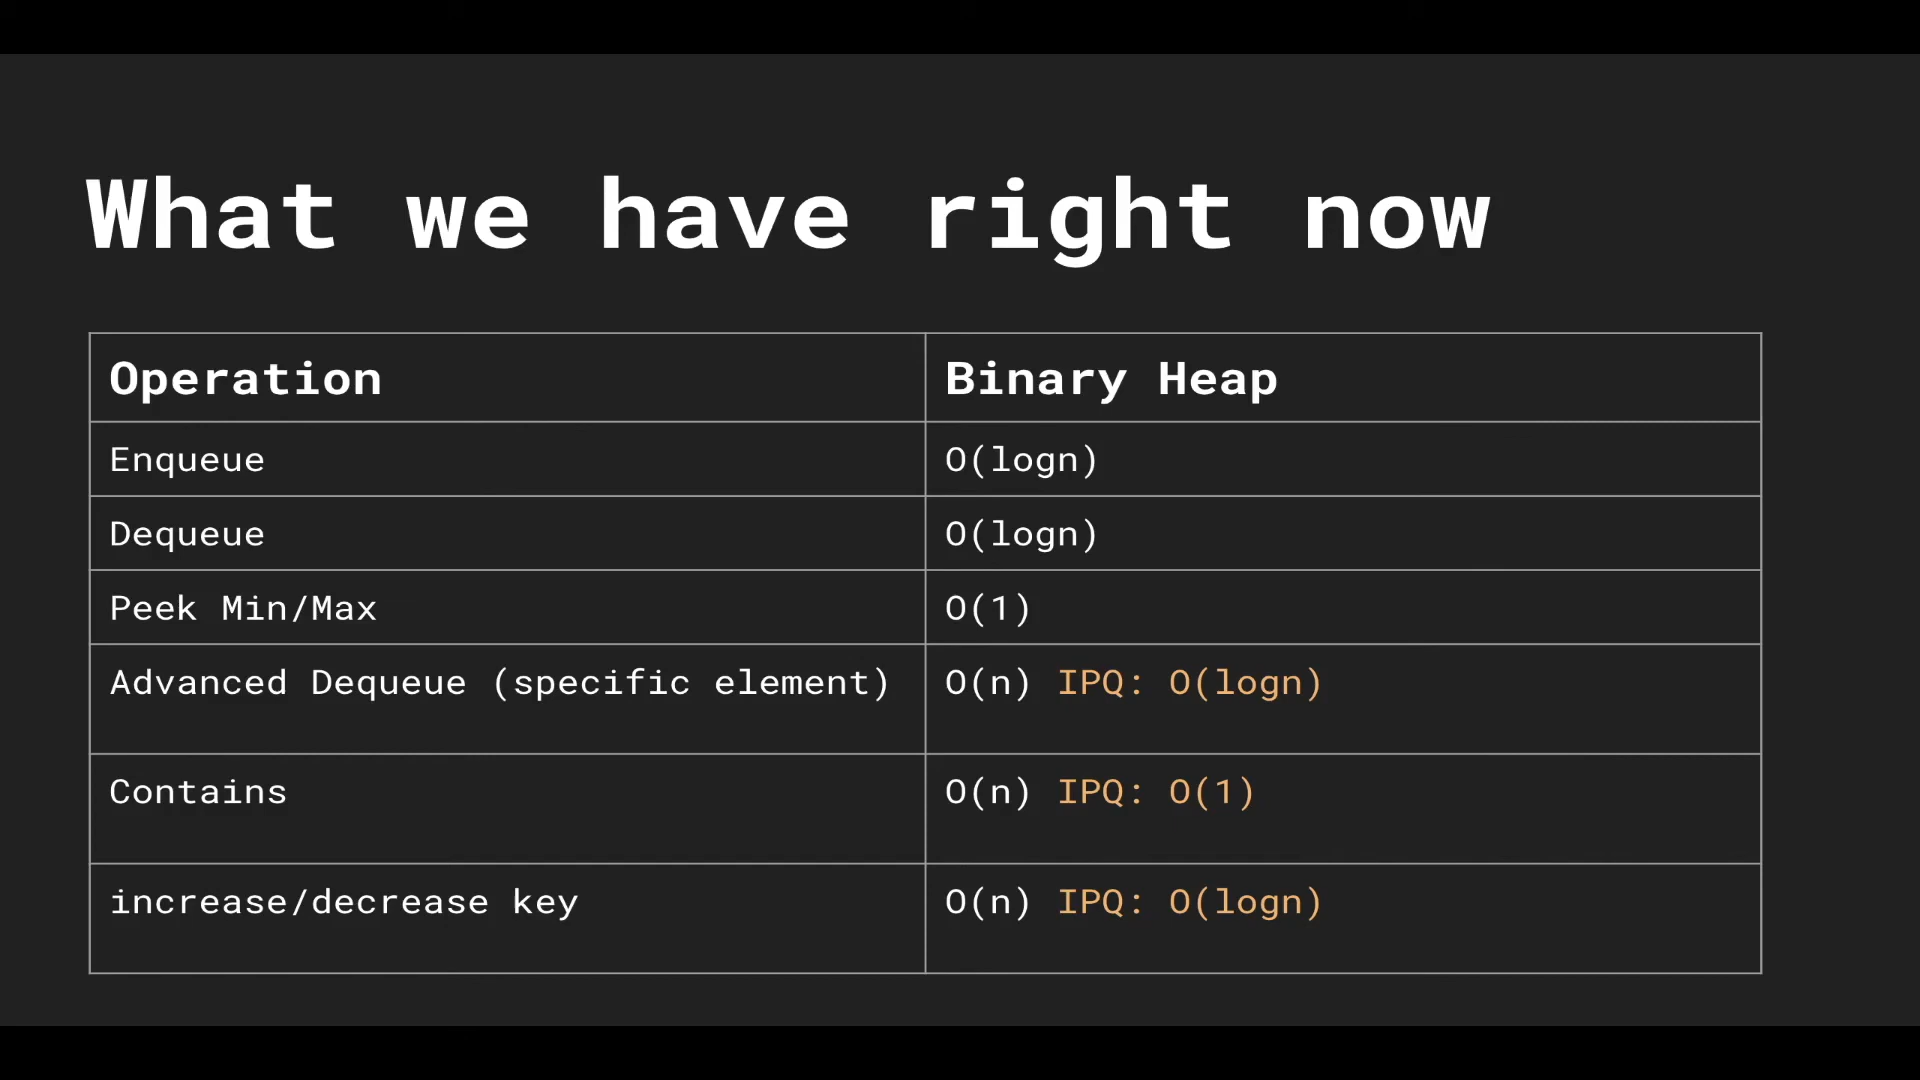 What we have right now
Operation Binary Heap
Enqueue O(logn)
Dequeue O(logn)
Peek Min/Max O(1)
Advanced Dequeue (specific element) O(n) IPQ: O(logn)
Contains O(n) IPQ: O(1)
increase/decrease key O(n) IPQ: O(logn)